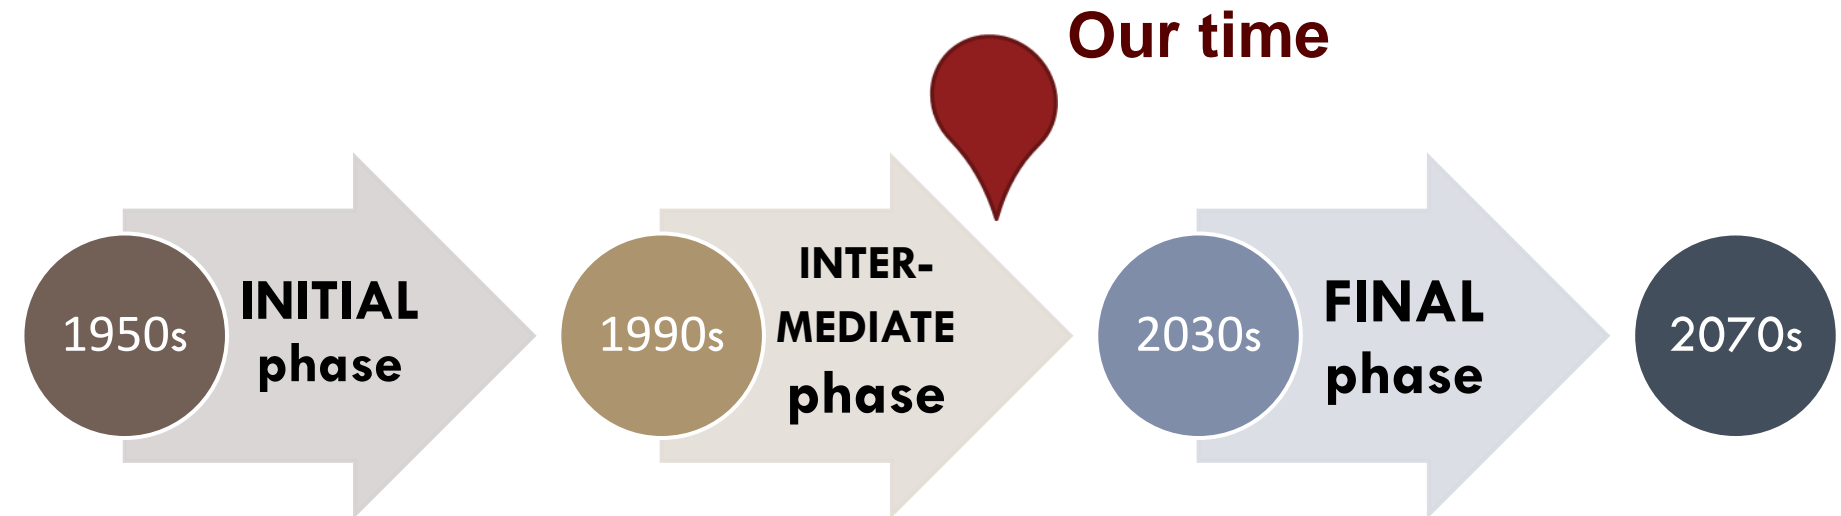 Our time
1950s
INITIAL
phase
1990s
INTER-
MEDIATE
phase
2030s
FINAL
phase
2070s